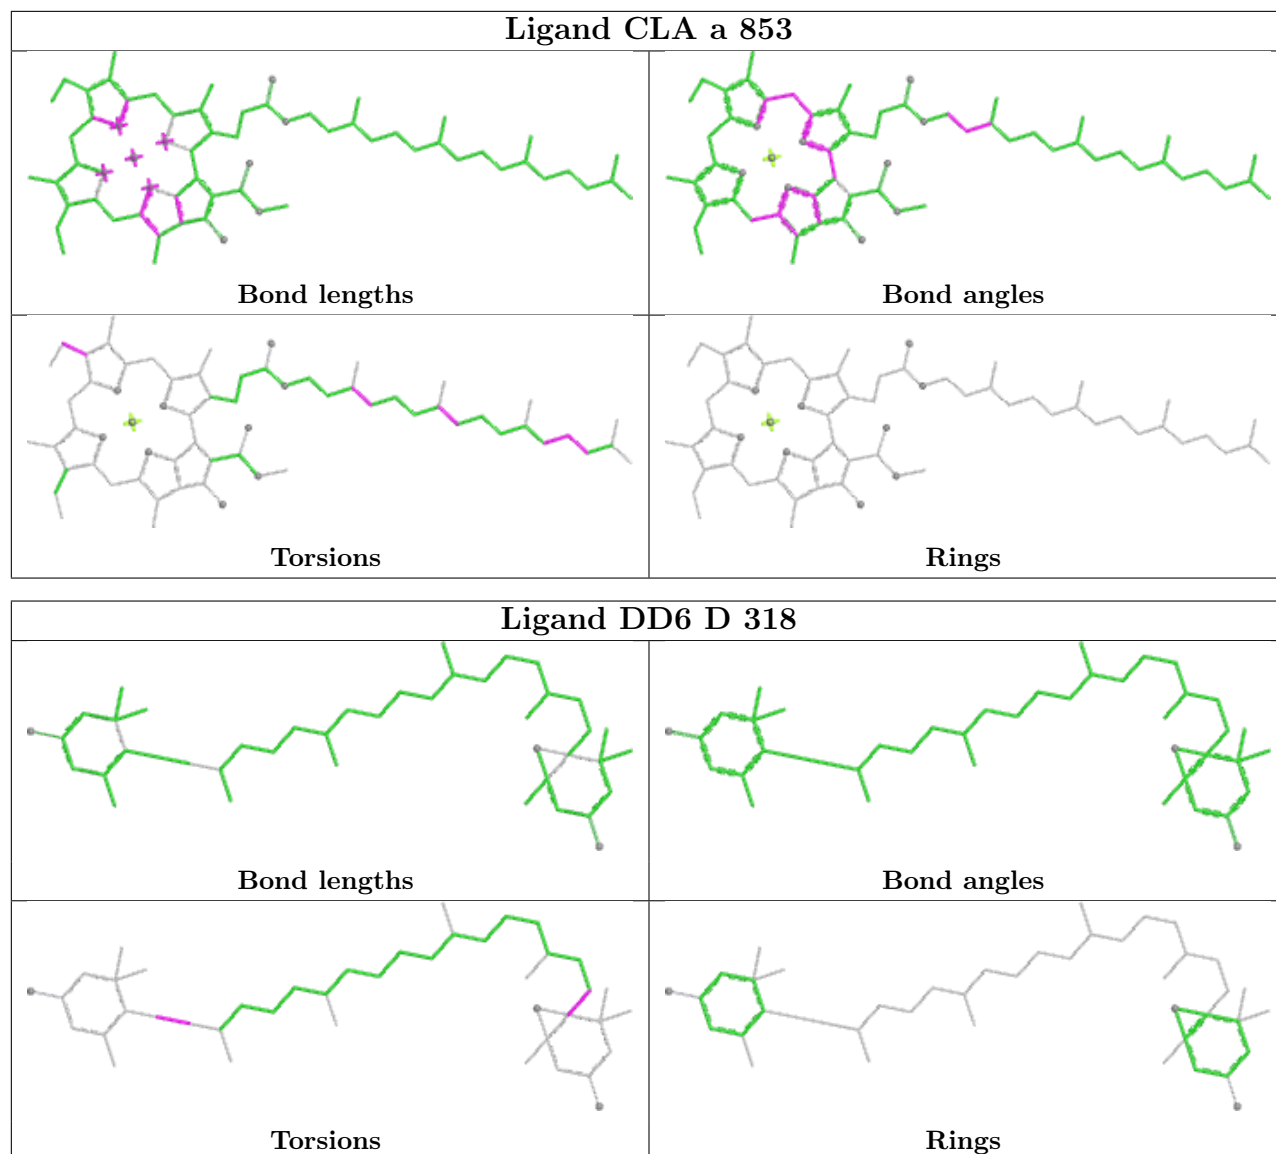 Ligand CLA a 853
Bond lengths
Bond angles
Torsions
Rings
Ligand DD6 D 318
Bond lengths
Bond angles
Torsions
Rings